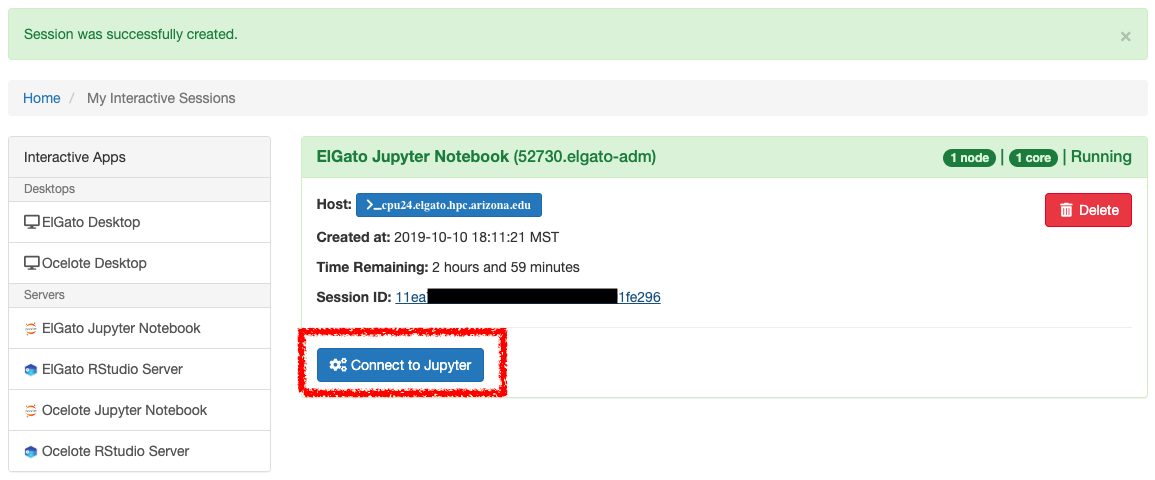 Session was successfully created.
×
Home / My Interactive Sessions
Interactive Apps
Desktops
ElGato Desktop
Ocelote Desktop
Servers
ElGato Jupyter Notebook
ElGato RStudio Server
Ocelote Jupyter Notebook
Ocelote RStudio Server
ElGato Jupyter Notebook (52730.elgato-adm) 1 node | 1 core | Running
Host: >_cpu24.elgato.hpc.arizona.edu
Delete
Created at: 2019-10-10 18:11:21 MST
Time Remaining: 2 hours and 59 minutes
Session ID: 11ea 1fe296
Connect to Jupyter